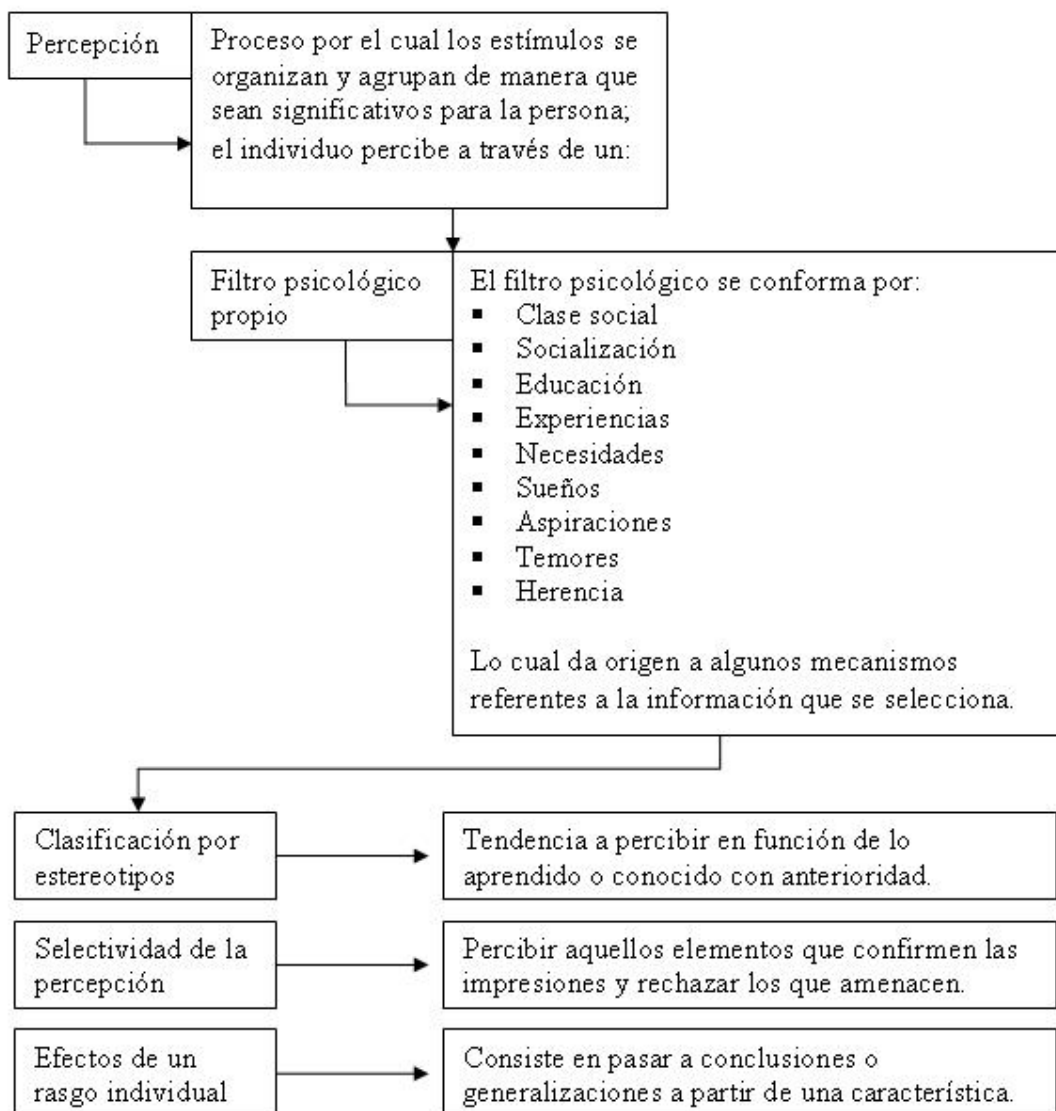 Percepción
Proceso por el cual los estímulos se
organizan y agrupan de manera que
sean significativos para la persona;
el individuo percibe a través de un:
Filtro psicológico
propio
El filtro psicológico se conforma por:
▪ Clase social
▪ Socialización
▪ Educación
▪ Experiencias
▪ Necesidades
▪ Sueños
▪ Aspiraciones
▪ Temores
▪ Herencia
Lo cual da origen a algunos mecanismos
referentes a la información que se selecciona.
Clasificación por
estereotipos
Tendencia a percibir en función de lo
aprendido o conocido con anterioridad.
Selectividad de la
percepción
Percibir aquellos elementos que confirmen las
impresiones y rechazar los que amenacen.
Efectos de un
rasgo individual
Consiste en pasar a conclusiones o
generalizaciones a partir de una característica.